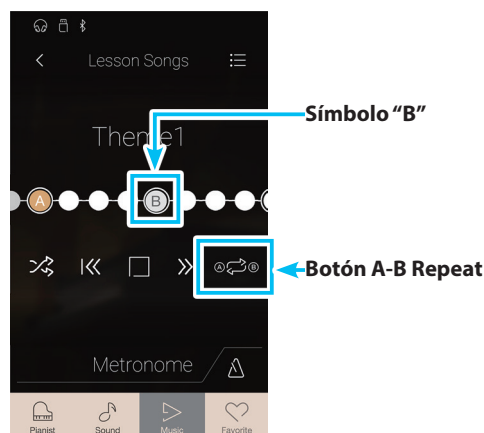 Lesson Songs
Símbolo “B”
Theme1
A
B
A B
Botón A-B Repeat
Metronome
Pianist Sound Music Favorite